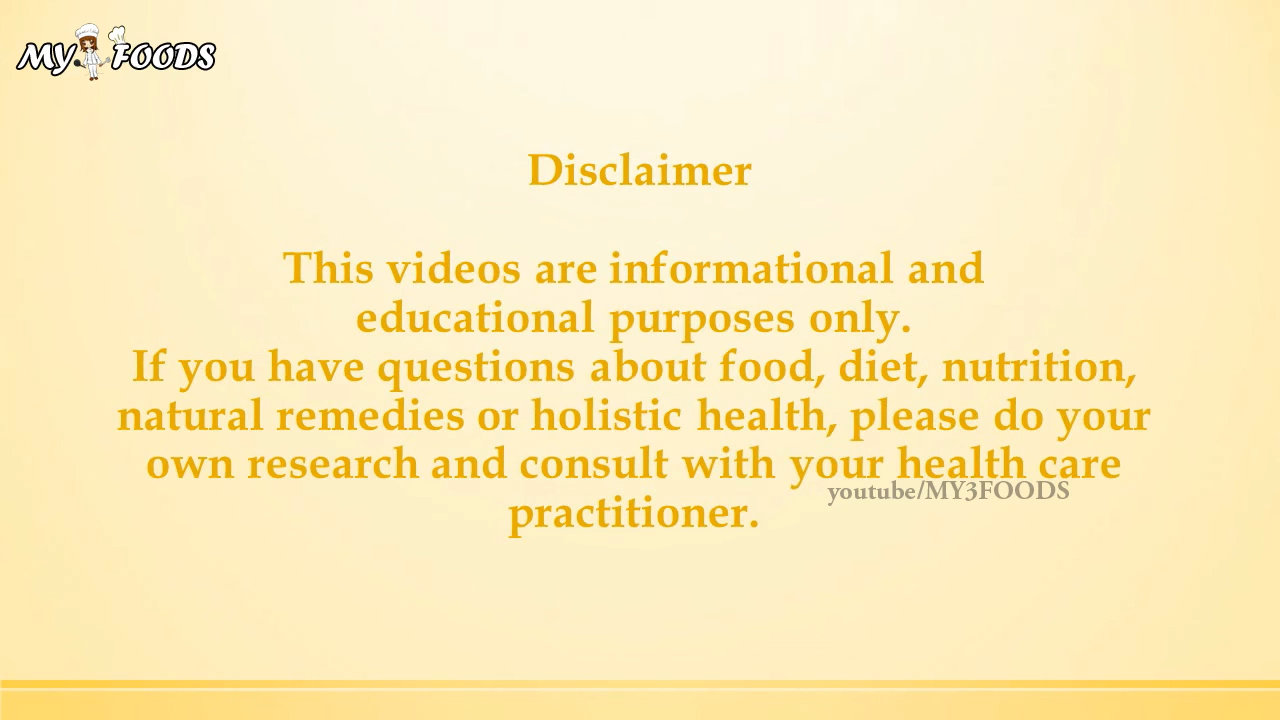 MY FOODS
Disclaimer
This videos are informational and
educational purposes only.
If you have questions about food, diet, nutrition,
natural remedies or holistic health, please do your
own research and consult with your health care
youtube/MY3FOODS
practitioner.